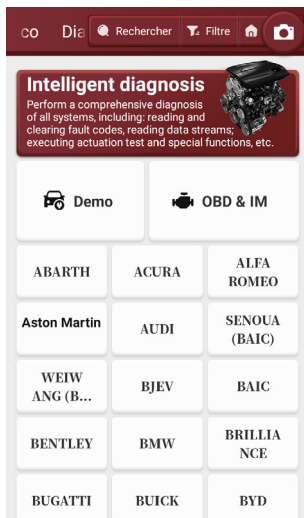 co Dia Rechercher Filtre
Intelligent diagnosis
Perform a comprehensive diagnosis
of all systems, including: reading and
clearing fault codes, reading data streams;
executing actuation test and special functions, etc.
Demo
OBD & IM
ABARTH
ACURA
ALFA
ROMEO
Aston Martin
AUDI
SENOUA
(BAIC)
WEIW
ANG (B...
BJEV
BAIC
BENTLEY
BMW
BRILLIA
NCE
BUGATTI
BUICK
BYD